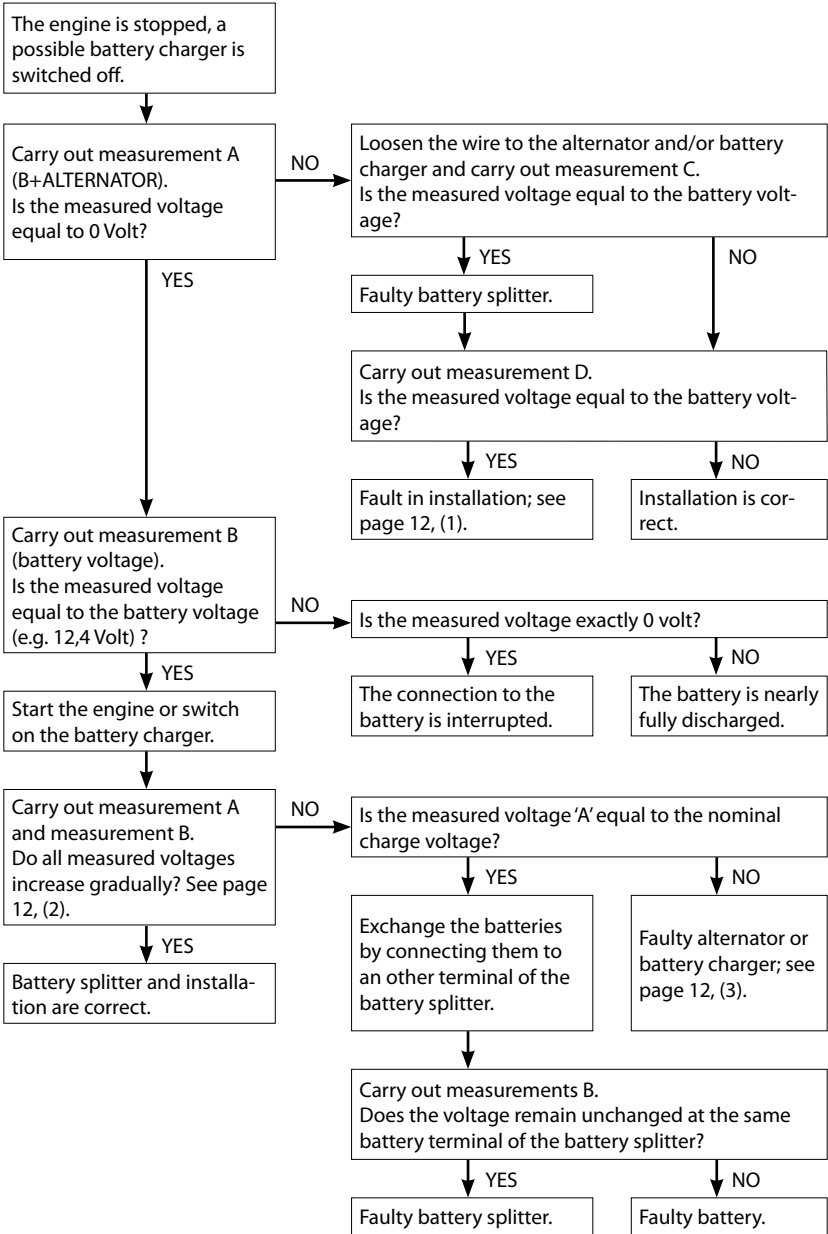 The engine is stopped, a
possible battery charger is
switched off.
Carry out measurement A
(B+ALTERNATOR).
Is the measured voltage
equal to 0 Volt?
NO
Loosen the wire to the alternator and/or battery
charger and carry out measurement C.
Is the measured voltage equal to the battery volt-
age?
YES
YES
NO
Faulty battery splitter.
Carry out measurement D.
Is the measured voltage equal to the battery volt-
age?
YES
NO
Fault in installation; see
page 12, (1).
Installation is cor-
rect.
Carry out measurement B
(battery voltage).
Is the measured voltage
equal to the battery voltage
(e.g. 12,4 Volt) ?
NO
Is the measured voltage exactly 0 volt?
YES
YES
NO
The connection to the
battery is interrupted.
The battery is nearly
fully discharged.
Start the engine or switch
on the battery charger.
Carry out measurement A
and measurement B.
Do all measured voltages
increase gradually? See page
12, (2).
NO
Is the measured voltage ‘A’ equal to the nominal
charge voltage?
YES
NO
YES
Exchange the batteries
by connecting them to
an other terminal of the
battery splitter.
Faulty alternator or
battery charger; see
page 12, (3).
Battery splitter and installa-
tion are correct.
Carry out measurements B.
Does the voltage remain unchanged at the same
battery terminal of the battery splitter?
YES
NO
Faulty battery splitter.
Faulty battery.